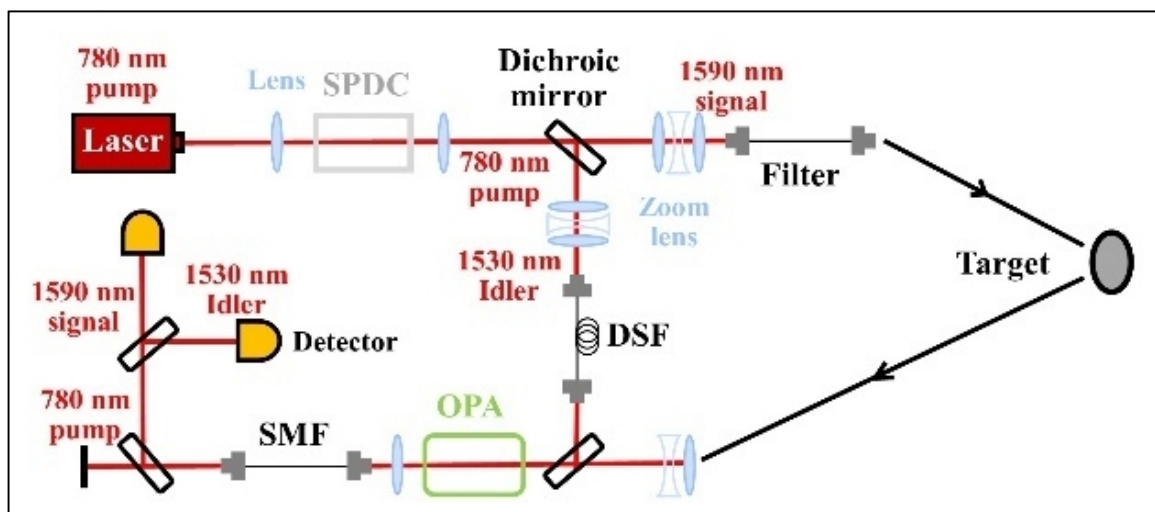 780 nm
pump
Laser
Lens
SPDC
Dichroic
mirror
1590 nm
signal
780 nm
pump
Filter
Zoom
lens
Target
1530 nm
Idler
DSF
1590 nm
signal
1530 nm
Idler
Detector
780 nm
pump
SMF
OPA